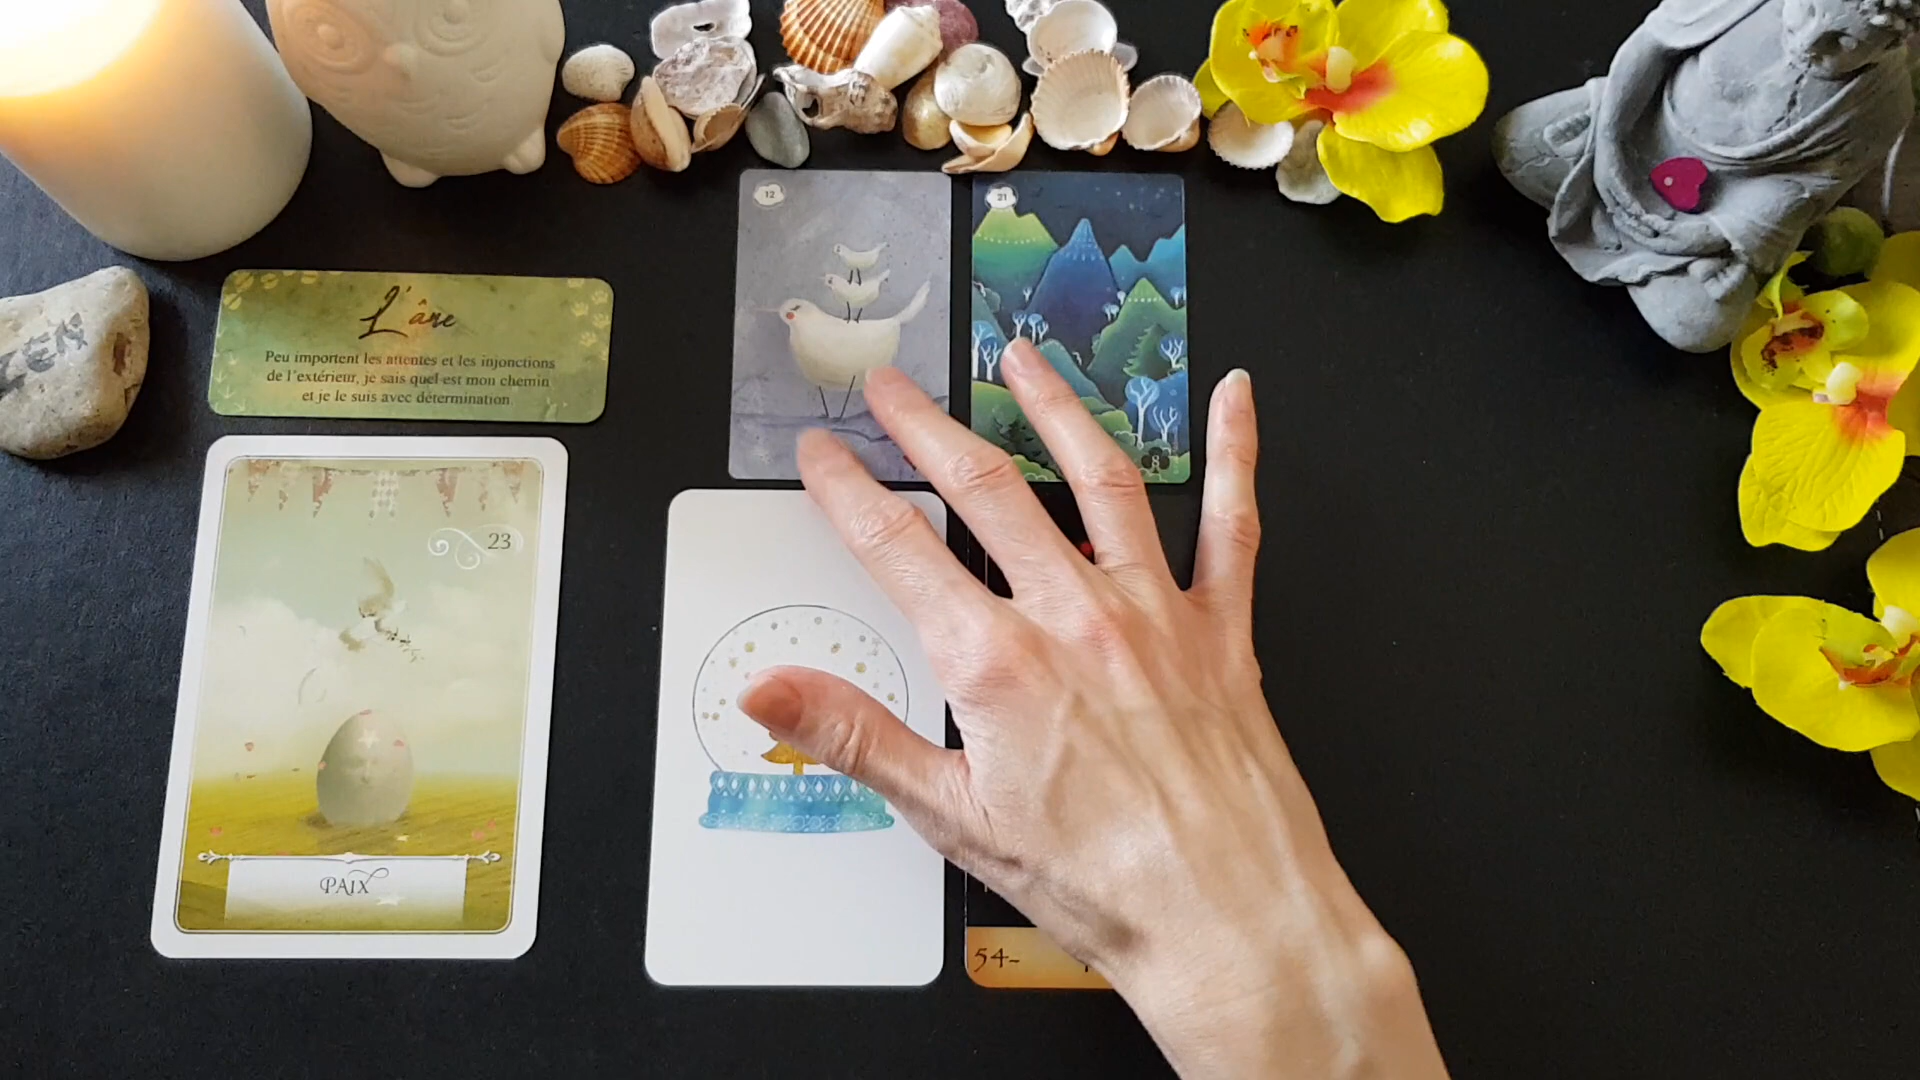 12
21
L'âne
Peu importent les attentes et les injonctions
de l'extérieur, je sais quel est mon chemin
et je le suis avec détermination
8
23
PAIX
54-